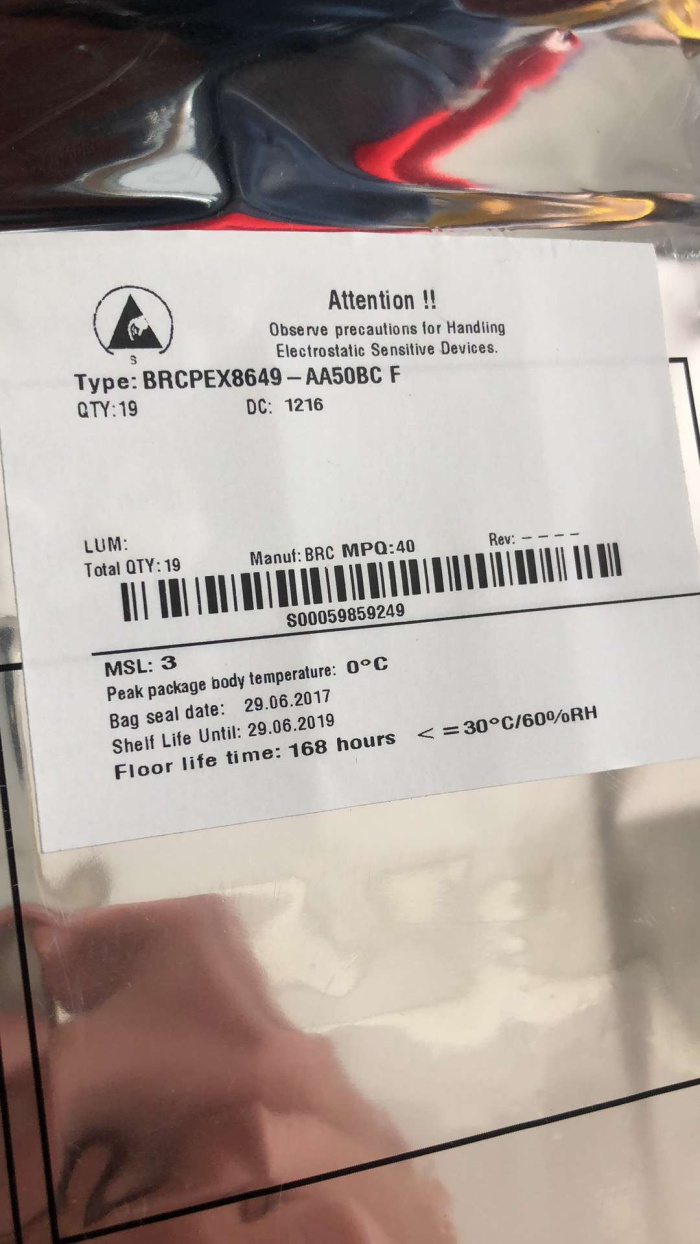 Attention !!
Observe precautions for Handling
Electrostatic Sensitive Devices.
3
Type: BRCPEX8649 – AA50BC F
QTY: 19 DC: 1216
LUM:
Total QTY: 19 Manuf: BRC MPQ: 40 Rev: – – – –
S00059859249
MSL: 3
Peak package body temperature: 0°C
Bag seal date: 29.06.2017
Shelf Life Until: 29.06.2019
Floor life time: 168 hours < =30°C/60%RH